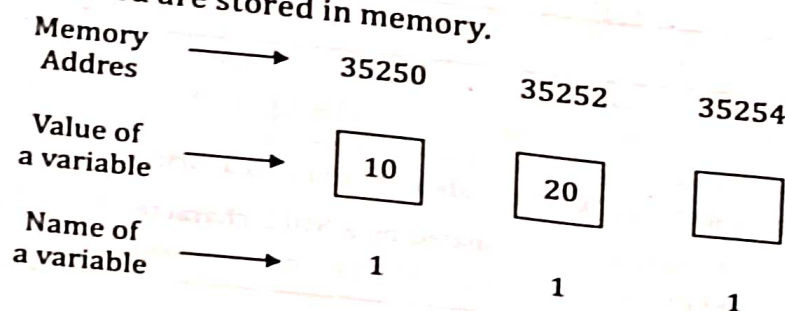 are stored in memory.
Memory
Addres
35250 35252 35254
Value of
a variable
10 20
Name of
a variable
1 1 1